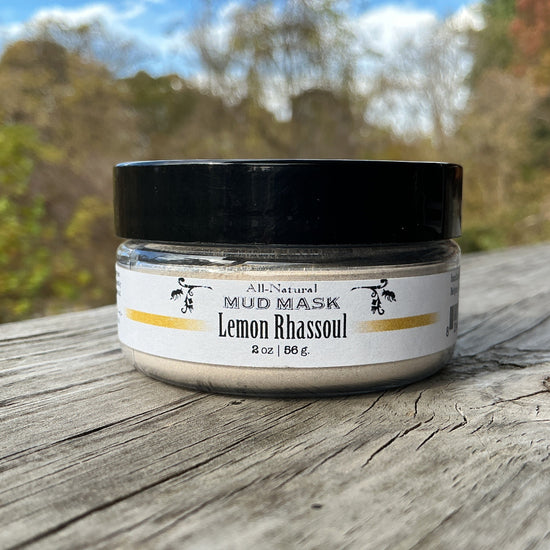 All-Natural
MUD MASK
Lemon Rhassoul
2 oz | 56 g.